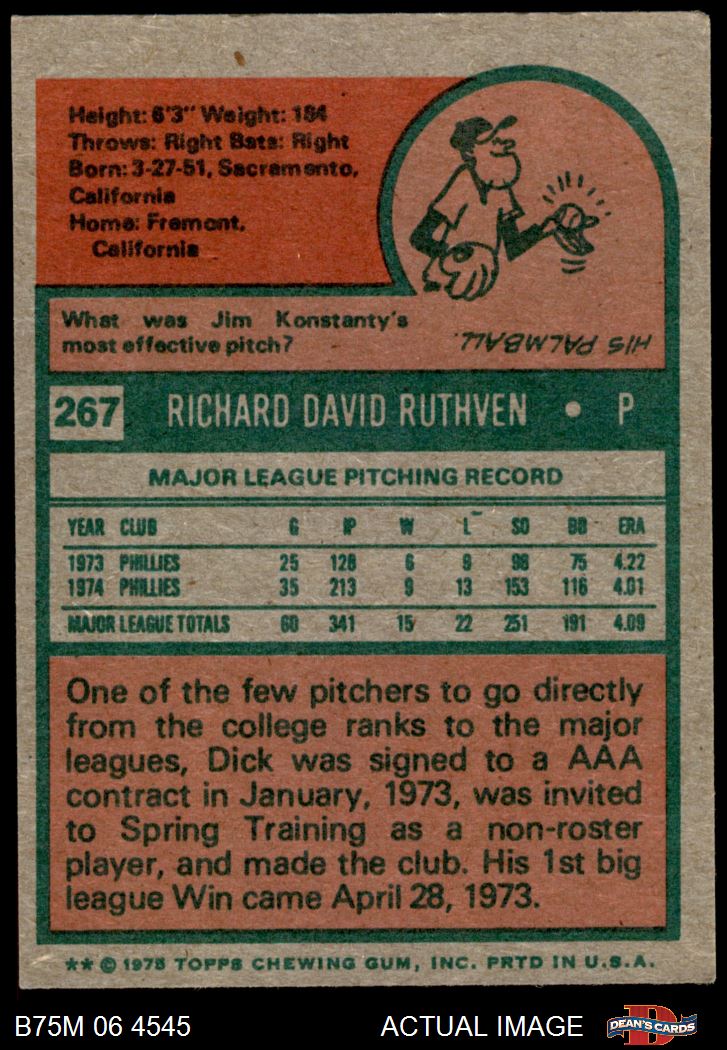 Height: 6'3" Weight: 184
Throws: Right Bats: Right
Born: 3-27-51, Sacramento,
California
Home: Fremont,
California
What was Jim Konstanty's
most effective pitch?
HIS PALMBALL.
267 RICHARD DAVID RUTHVEN • P
MAJOR LEAGUE PITCHING RECORD
YEAR CLUB G IP W L SO BB ERA
1973 PHILLIES 25 128 6 9 98 75 4.22
1974 PHILLIES 35 213 9 13 153 116 4.01
MAJOR LEAGUE TOTALS 60 341 15 22 251 191 4.09
One of the few pitchers to go directly
from the college ranks to the major
leagues, Dick was signed to a AAA
contract in January, 1973, was invited
to Spring Training as a non-roster
player, and made the club. His 1st big
league Win came April 28, 1973.
** © 1975 TOPPS CHEWING GUM, INC. PRTD IN U.S.A.
B75M 06 4545 ACTUAL IMAGE D DEAN'S CARDS